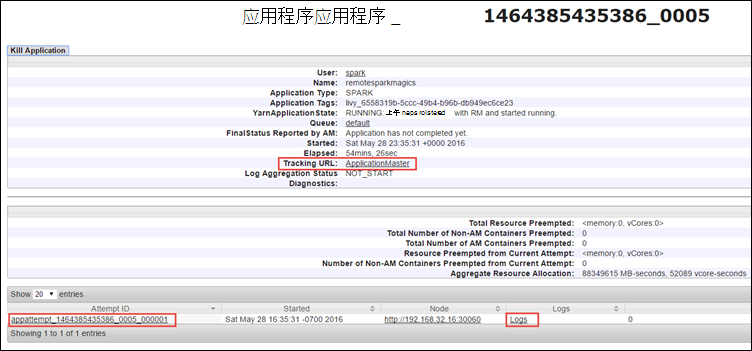 应用程序应用程序 _ 1464385435386_0005
Kill Application
User: spark
Name: remotesparkmagics
Application Type: SPARK
Application Tags: livy_6558319b-5ccc-49b4-b96b-db949ec6ce23
YarnApplicationState: RUNNING: 上午 with RM and started running.
Queue: default
FinalStatus Reported by AM: Application has not completed yet.
Started: Sat May 28 23:35:31 +0000 2016
Elapsed: 54mins, 26sec
Tracking URL: ApplicationMaster
Log Aggregation Status NOT_START
Diagnostics:
Total Resource Preempted: <memory:0, vCores:0>
Total Number of Non-AM Containers Preempted: 0
Total Number of AM Containers Preempted: 0
Resource Preempted from Current Attempt: <memory:0, vCores:0>
Number of Non-AM Containers Preempted from Current Attempt: 0
Aggregate Resource Allocation: 88349615 MB-seconds, 52089 vcore-seconds
Show 20 entries
Attempt ID Started Node Logs
appattempt_1464385435386_0005_000001 Sat May 28 16:35:31 -0700 2016 http://192.168.32.16:30060 Logs 0
Showing 1 to 1 of 1 entries